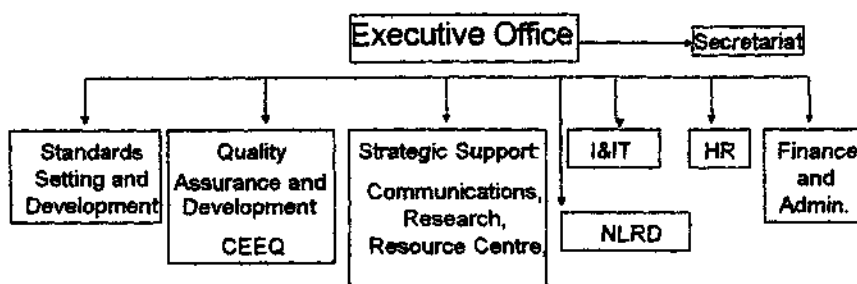 Executive Office
Secretariat
Standards
Setting and
Development
Quality
Assurance and
Development
CEEQ
Strategic Support:
Communications,
Research,
Resource Centre,
I&IT
NLRD
HR
Finance
and
Admin.